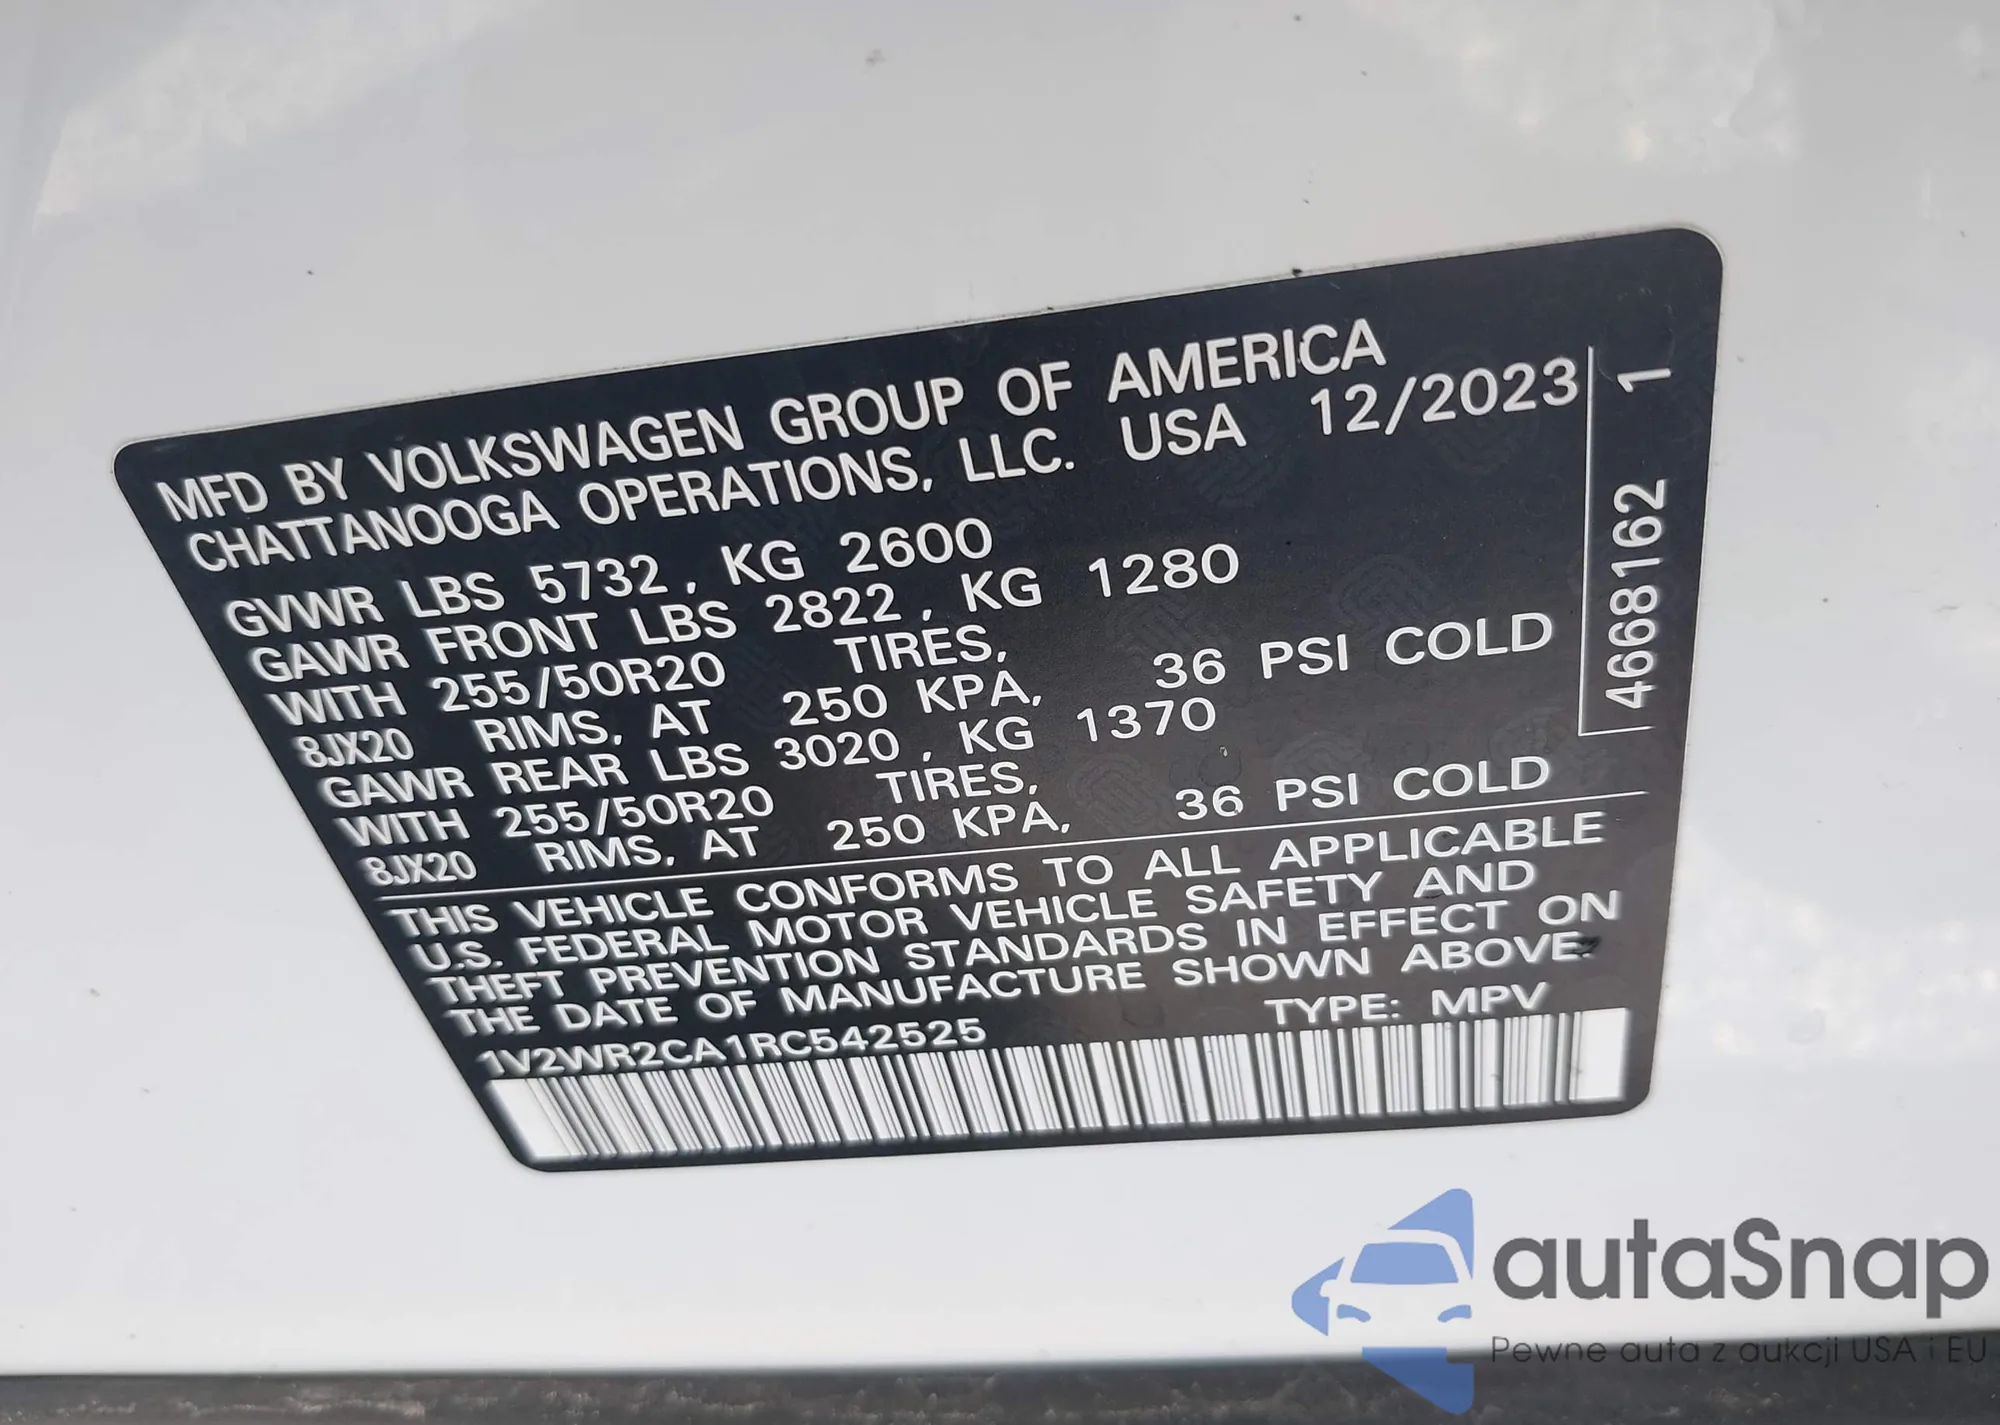 MFD BY VOLKSWAGEN GROUP OF AMERICA
CHATTANOOGA OPERATIONS, LLC. USA 12/2023
GVWR LBS 5732, KG 2600
GAWR FRONT LBS 2822, KG 1280
WITH 255/50R20 TIRES,
8JX20 RIMS, AT 250 KPA, 36 PSI COLD
GAWR REAR LBS 3020, KG 1370
WITH 255/50R20 TIRES,
8JX20 RIMS, AT 250 KPA, 36 PSI COLD
THIS VEHICLE CONFORMS TO ALL APPLICABLE
U.S. FEDERAL MOTOR VEHICLE SAFETY AND
THEFT PREVENTION STANDARDS IN EFFECT ON
THE DATE OF MANUFACTURE SHOWN ABOVE.
1V2WR2CA1RC542525 TYPE: MPV
4668162 1
autaSnap
Pewne auta z aukcji USA i EU